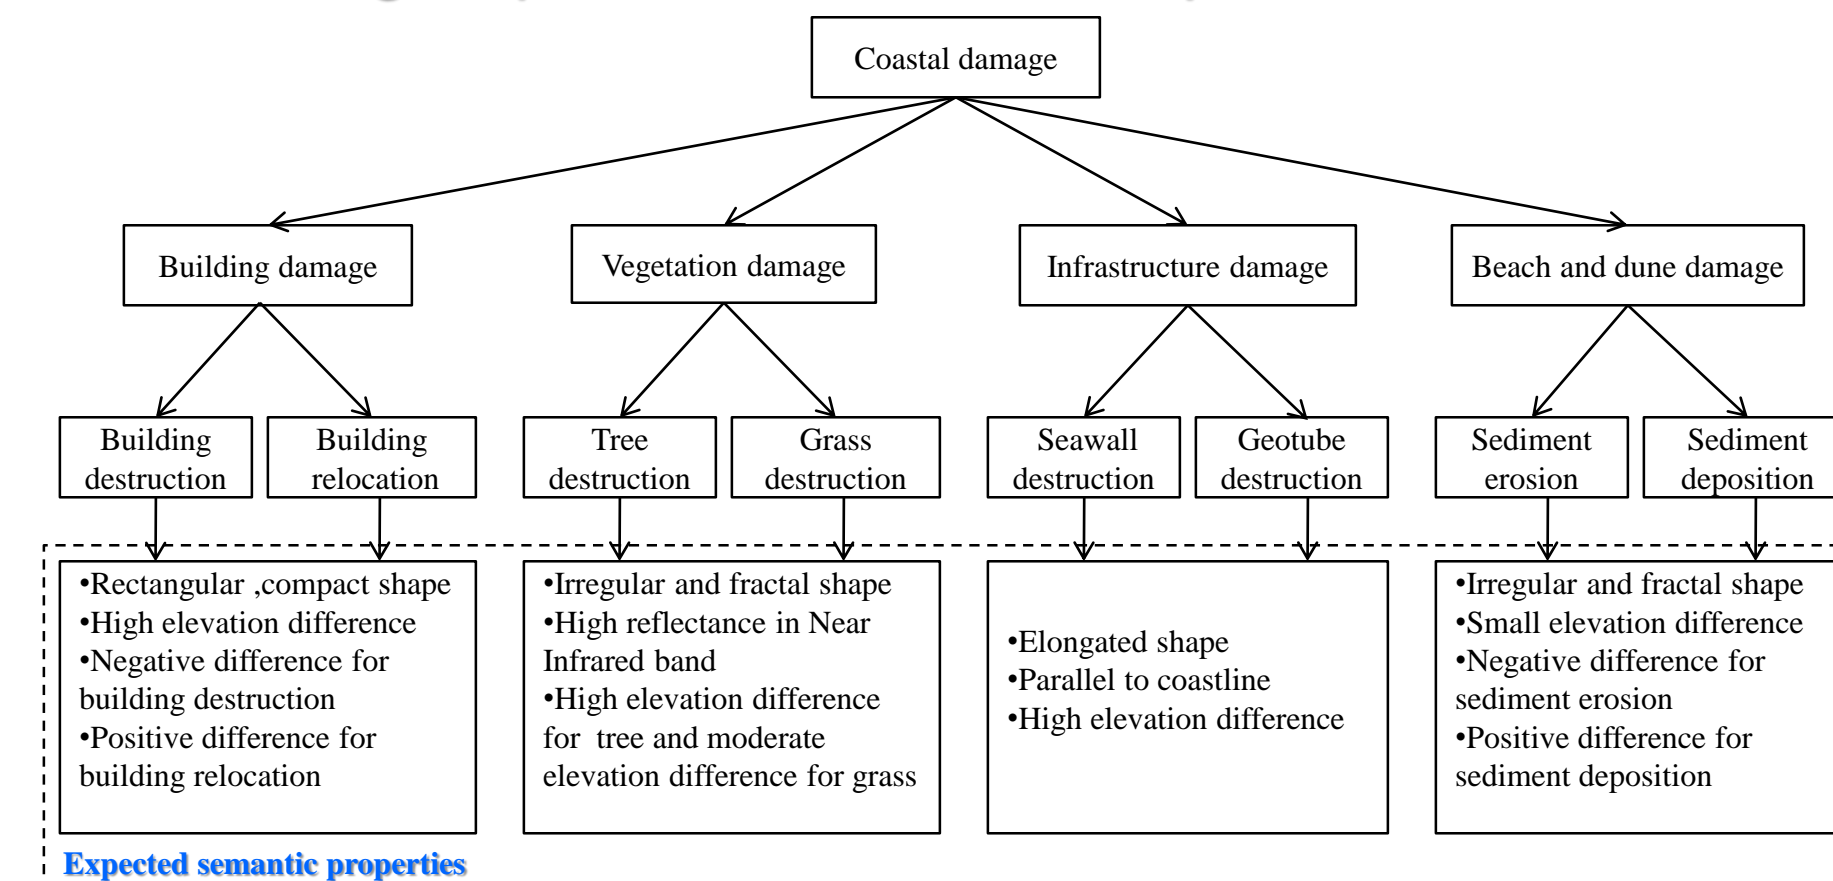 Coastal damage
Building damage
Vegetation damage
Infrastructure damage
Beach and dune damage
Building
destruction
Building
relocation
Tree
destruction
Grass
destruction
Seawall
destruction
Geotube
destruction
Sediment
erosion
Sediment
deposition
•Rectangular ,compact shape
•High elevation difference
•Negative difference for
building destruction
•Positive difference for
building relocation
•Irregular and fractal shape
•High reflectance in Near
Infrared band
•High elevation difference
for tree and moderate
elevation difference for grass
•Elongated shape
•Parallel to coastline
•High elevation difference
•Irregular and fractal shape
•Small elevation difference
•Negative difference for
sediment erosion
•Positive difference for
sediment deposition
Expected semantic properties